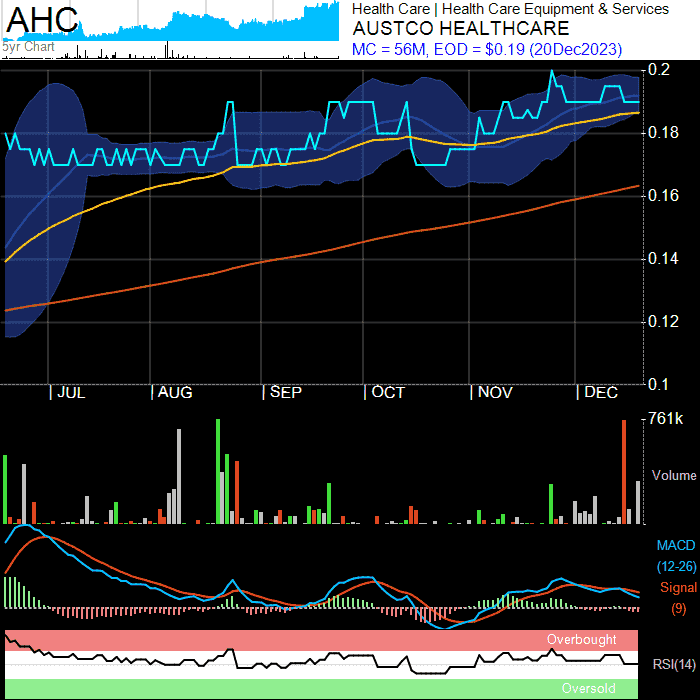 AHC
5yr Chart
Health Care | Health Care Equipment & Services
AUSTCO HEALTHCARE
MC = 56M, EOD = $0.19 (20Dec2023)
0.2
0.18
0.16
0.14
0.12
0.1
JUL
AUG
SEP
OCT
NOV
DEC
761k
Volume
MACD
(12-26)
Signal
(9)
Overbought
RSI(14)
Oversold